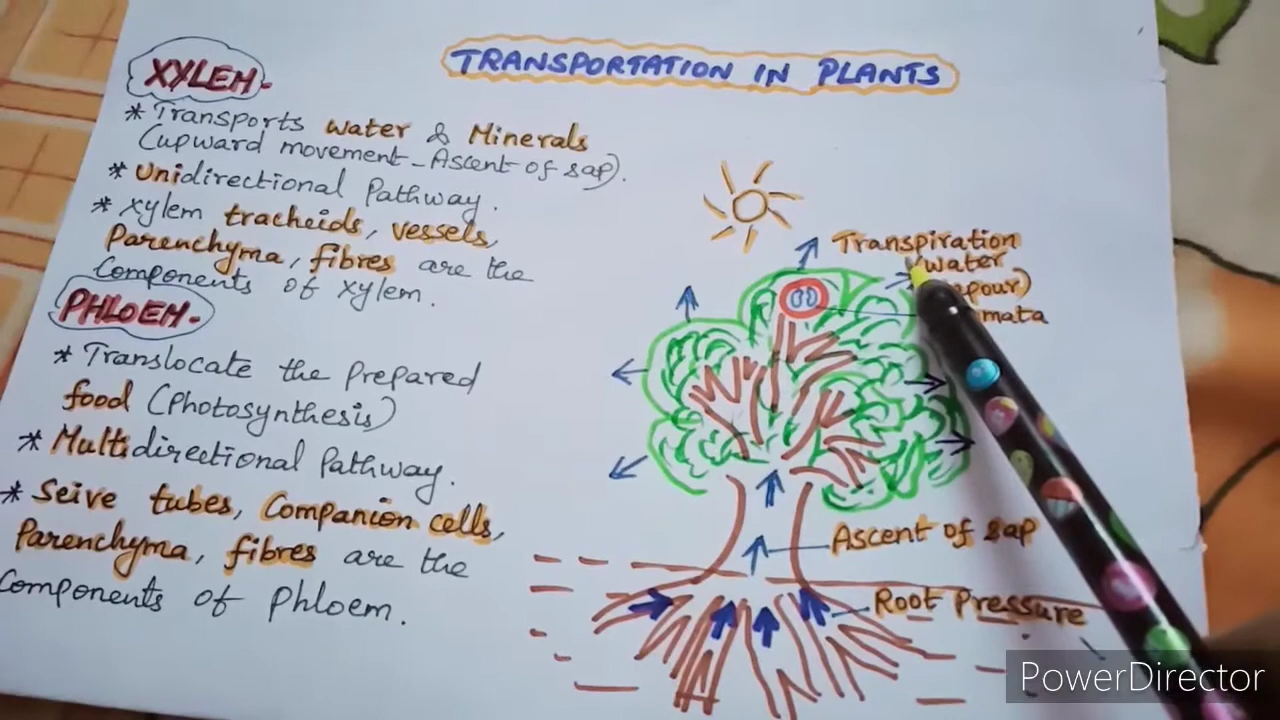 TRANSPORTATION IN PLANTS
XYLEM-
* Transports water & Minerals
(upward movement - Ascent of sap).
* Unidirectional Pathway.
* Xylem tracheids, vessels,
Parenchyma, fibres are the
Components of xylem.
PHLOEM-
* Translocate the prepared
food (Photosynthesis)
* Multidirectional Pathway.
* Seive tubes, Companion cells,
Parenchyma, fibres are the
Components of Phloem.
Transpiration
(water
Ascent of sap
Root Pressure
PowerDirector